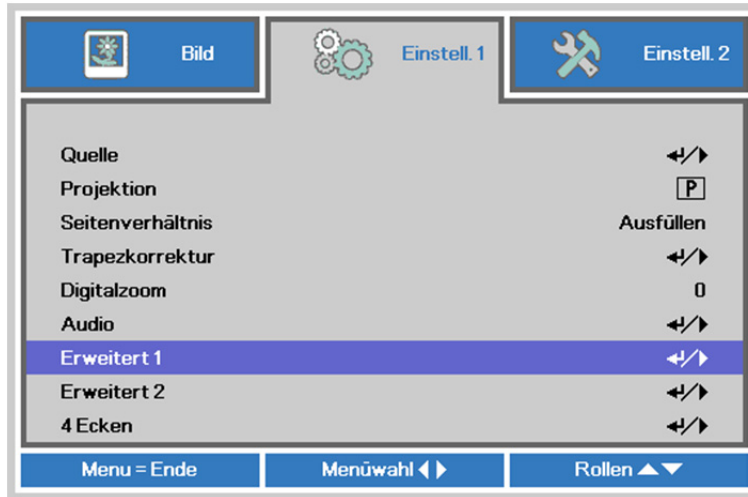 Bild
Einstell. 1
Einstell. 2
Quelle
Projektion P
Seitenverhältnis Ausfüllen
Trapezkorrektur
Digitalzoom 0
Audio
Erweitert 1
Erweitert 2
4 Ecken
Menu = Ende
Menüwahl
Rollen